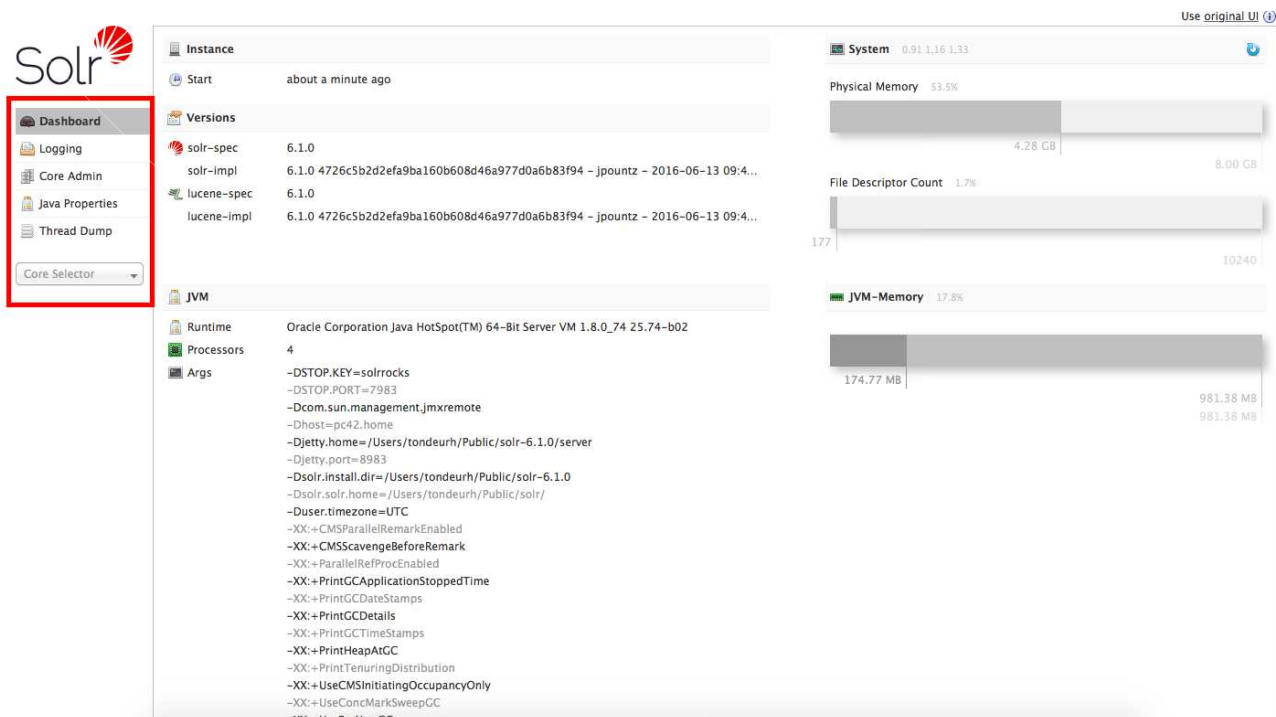 Use original UI
Solr
Dashboard
Logging
Core Admin
Java Properties
Thread Dump
Core Selector
Instance
Start about a minute ago
Versions
solr-spec 6.1.0
solr-impl 6.1.0 4726c5b2d2efa9ba160b608d46a977d0a6b83f94 - jpountz - 2016-06-13 09:4...
lucene-spec 6.1.0
lucene-impl 6.1.0 4726c5b2d2efa9ba160b608d46a977d0a6b83f94 - jpountz - 2016-06-13 09:4...
JVM
Runtime Oracle Corporation Java HotSpot(TM) 64-Bit Server VM 1.8.0_74 25.74-b02
Processors 4
Args -DSTOP.KEY=solrrocks
-DSTOP.PORT=7983
-Dcom.sun.management.jmxremote
-Dhost=pc42.home
-Djetty.home=/Users/tondeurh/Public/solr-6.1.0/server
-Djetty.port=8983
-Dsolr.install.dir=/Users/tondeurh/Public/solr-6.1.0
-Dsolr.solr.home=/Users/tondeurh/Public/solr/
-Duser.timezone=UTC
-XX:+CMSParallelRemarkEnabled
-XX:+CMSScavengeBeforeRemark
-XX:+ParallelRefProcEnabled
-XX:+PrintGCApplicationStoppedTime
-XX:+PrintGCDateStamps
-XX:+PrintGCDetails
-XX:+PrintGCTimeStamps
-XX:+PrintHeapAtGC
-XX:+PrintTenuringDistribution
-XX:+UseCMSInitiatingOccupancyOnly
-XX:+UseConcMarkSweepGC
System 0.91 1,16 1,33
Physical Memory 53.5%
4.28 GB
8.00 GB
File Descriptor Count 1.7%
177
10240
JVM-Memory 17.8%
174.77 MB
981.38 MB
981.38 MB